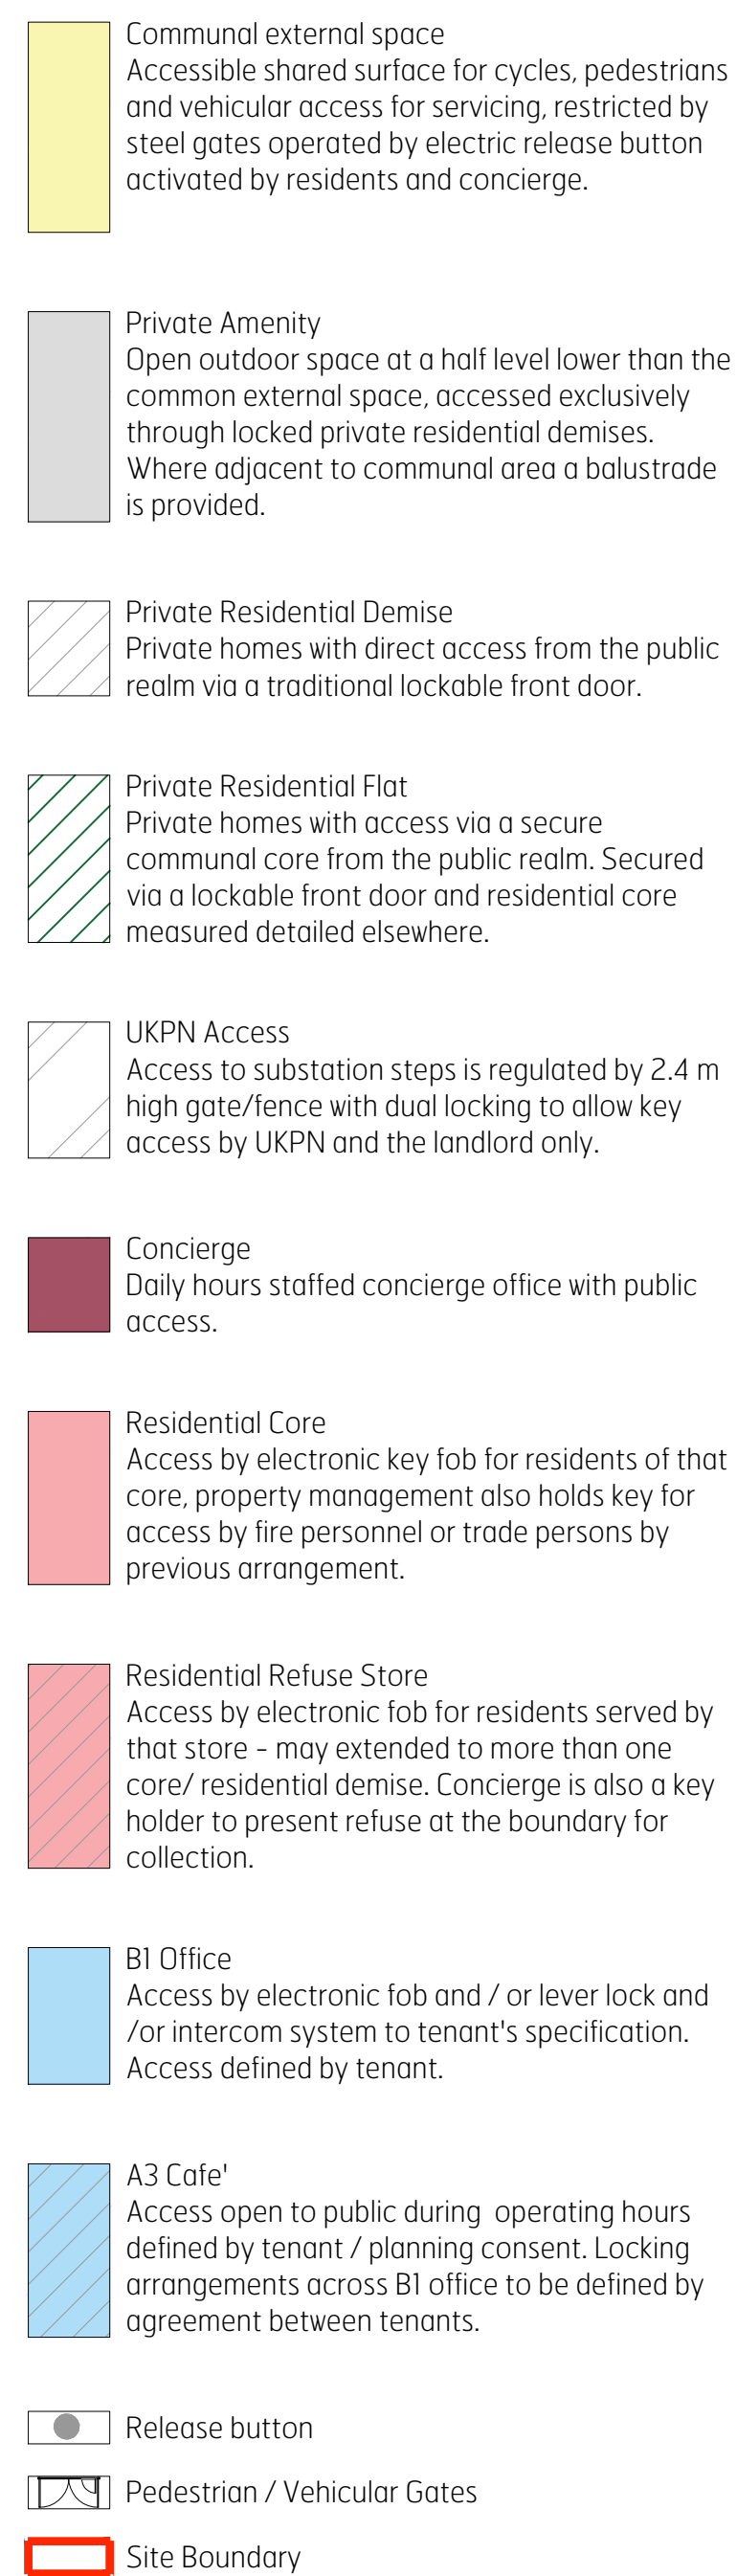 Communal external space
Accessible shared surface for cycles, pedestrians
and vehicular access for servicing, restricted by
steel gates operated by electric release button
activated by residents and concierge.
Private Amenity
Open outdoor space at a half level lower than the
common external space, accessed exclusively
through locked private residential demises.
Where adjacent to communal area a balustrade
is provided.
Private Residential Demise
Private homes with direct access from the public
realm via a traditional lockable front door.
Private Residential Flat
Private homes with access via a secure
communal core from the public realm. Secured
via a lockable front door and residential core
measured detailed elsewhere.
UKPN Access
Access to substation steps is regulated by 2.4 m
high gate/fence with dual locking to allow key
access by UKPN and the landlord only.
Concierge
Daily hours staffed concierge office with public
access.
Residential Core
Access by electronic key fob for residents of that
core, property management also holds key for
access by fire personnel or trade persons by
previous arrangement.
Residential Refuse Store
Access by electronic fob for residents served by
that store - may extended to more than one
core/ residential demise. Concierge is also a key
holder to present refuse at the boundary for
collection.
B1 Office
Access by electronic fob and / or lever lock and
/or intercom system to tenant's specification.
Access defined by tenant.
A3 Cafe'
Access open to public during  operating hours
defined by tenant / planning consent. Locking
arrangements across B1 office to be defined by
agreement between tenants.
Release button
Pedestrian / Vehicular Gates
Site Boundary